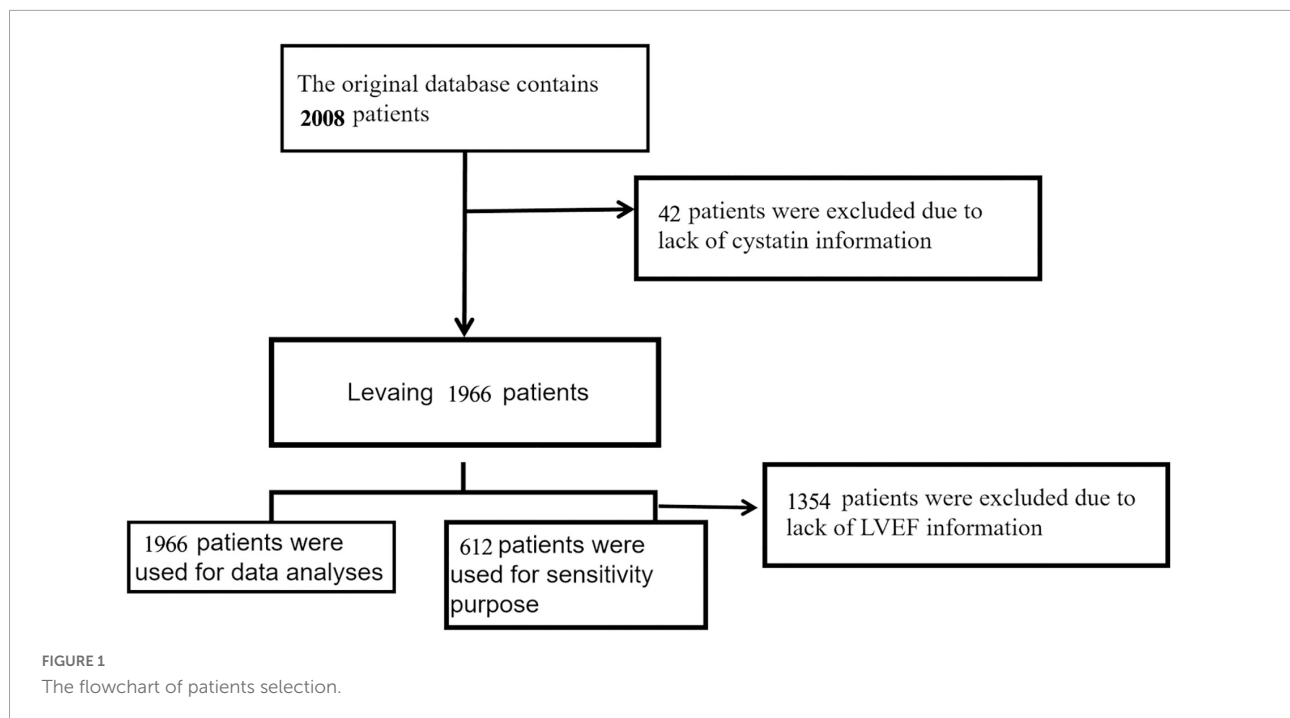 The original database contains
2008 patients
42 patients were excluded due to
lack of cystatin information
Levaing 1966 patients
1354 patients were excluded due to
lack of LVEF information
1966 patients were
used for data analyses
612 patients were
used for sensitivity
purpose
FIGURE 1
The flowchart of patients selection.